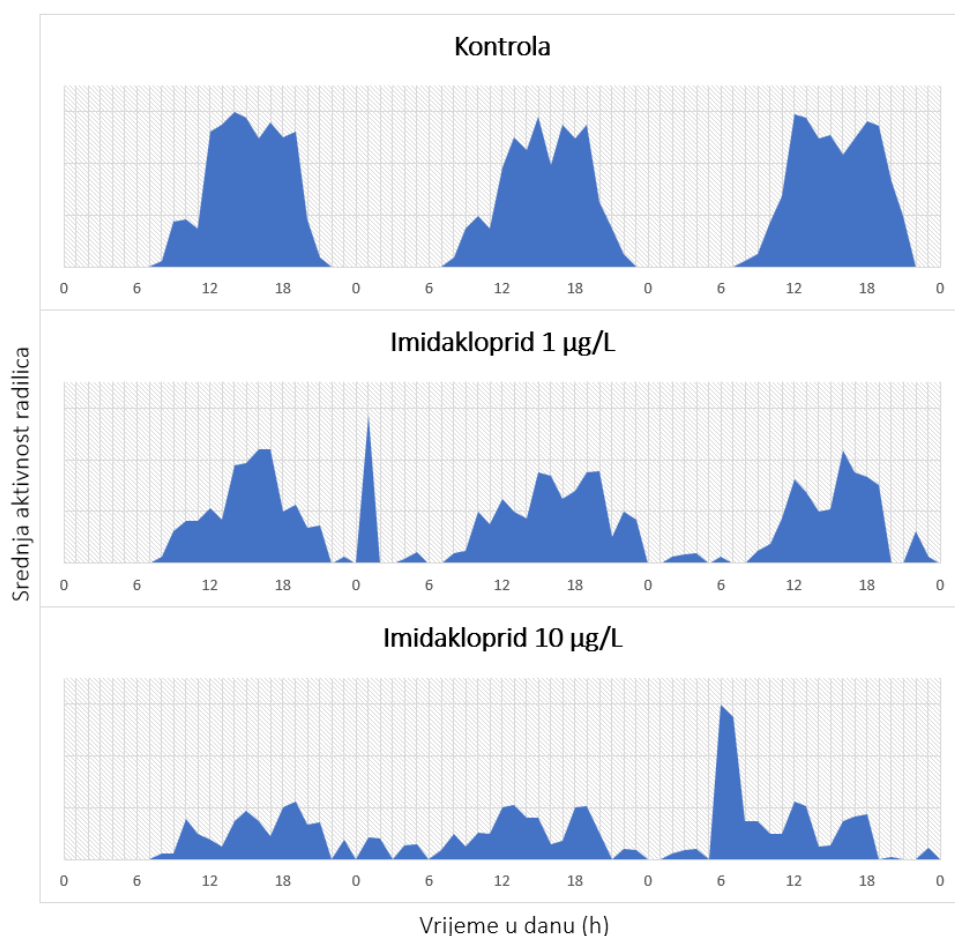 Kontrola
0 6 12 18 0 6 12 18 0 6 12 18 0
Imidakloprid 1 µg/L
Srednja aktivnost radilica
0 6 12 18 0 6 12 18 0 6 12 18 0
Imidakloprid 10 µg/L
0 6 12 18 0 6 12 18 0 6 12 18 0
Vrijeme u danu (h)